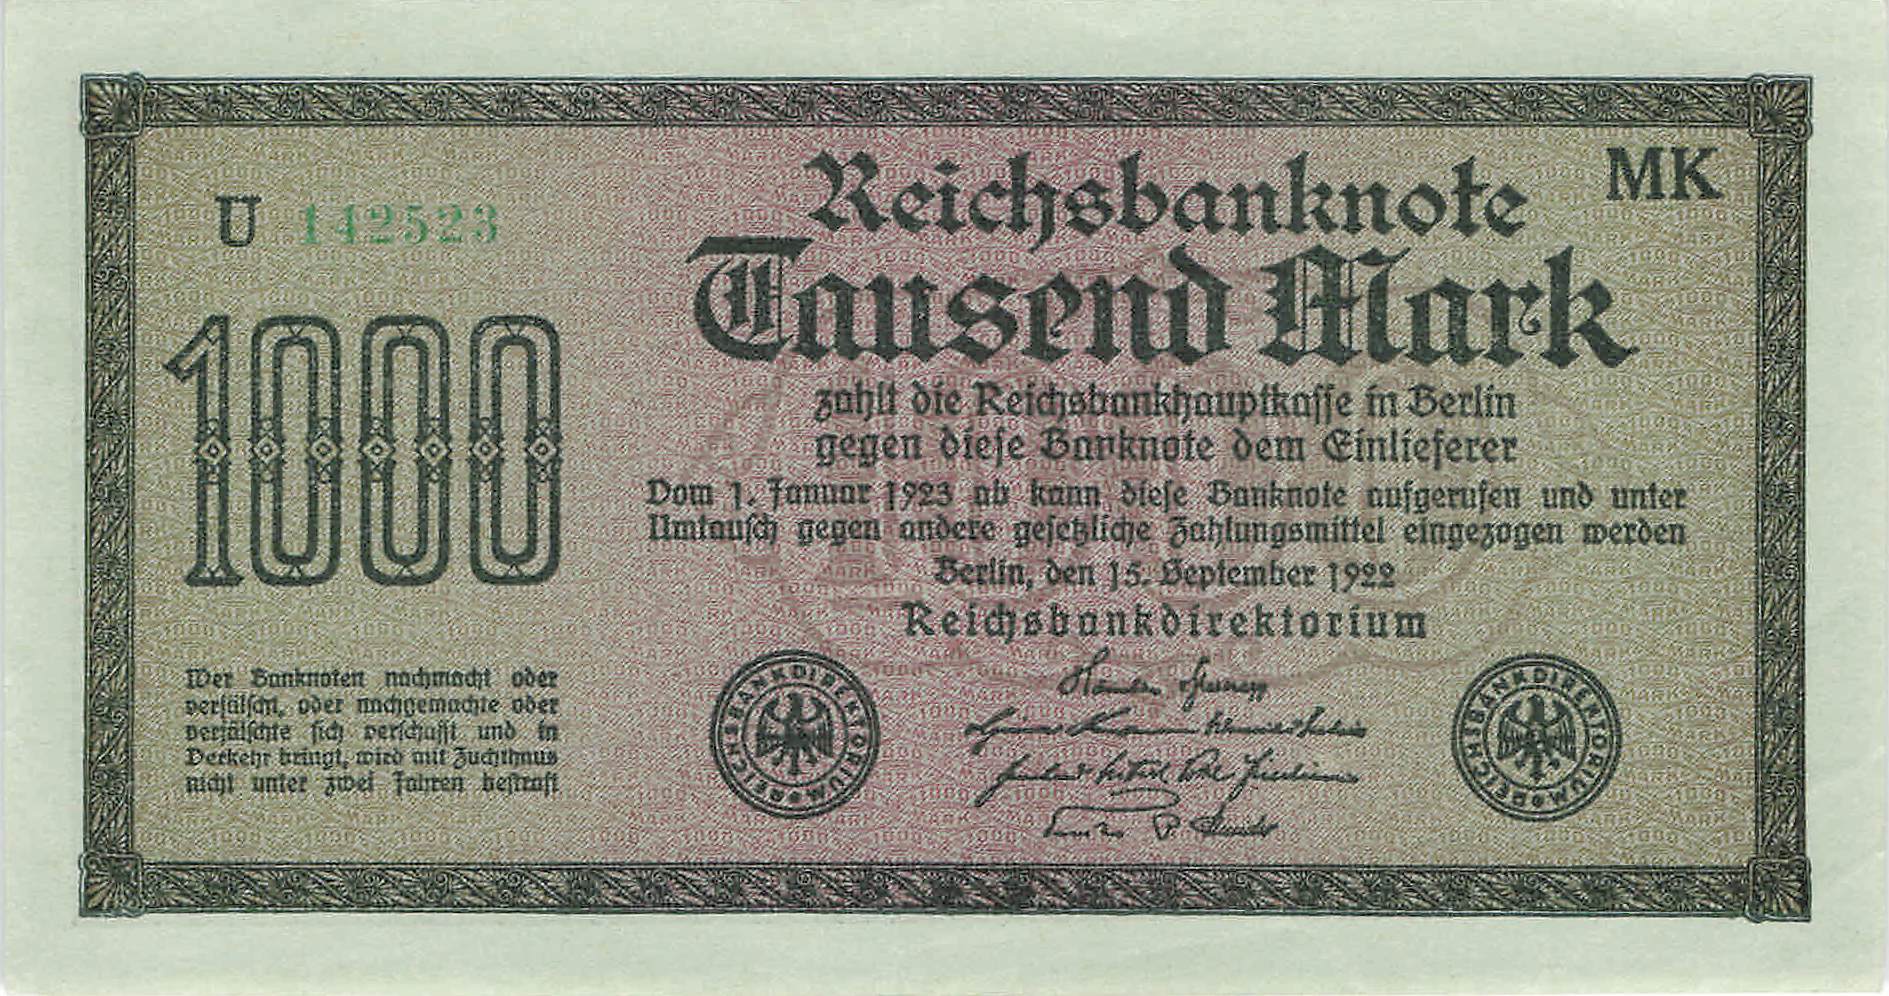 Reichsbanknote
MK
U 142523
Tausend Mark
1000
zahlt die Reichsbankhauptkasse in Berlin
gegen diese Banknote dem Einlieferer
Vom 1. Januar 1923 ab kann diese Banknote aufgerufen und unter
Umtausch gegen andere gesetzliche Zahlungsmittel eingezogen werden
Berlin, den 15. September 1922
Reichsbankdirektorium
Wer Banknoten nachmacht oder
verfälscht, oder nachgemachte oder
verfälschte sich verschafft und in
Verkehr bringt, wird mit Zuchthaus
nicht unter zwei Jahren bestraft
REICHSBANKDIREKTORIUM
REICHSBANKDIREKTORIUM